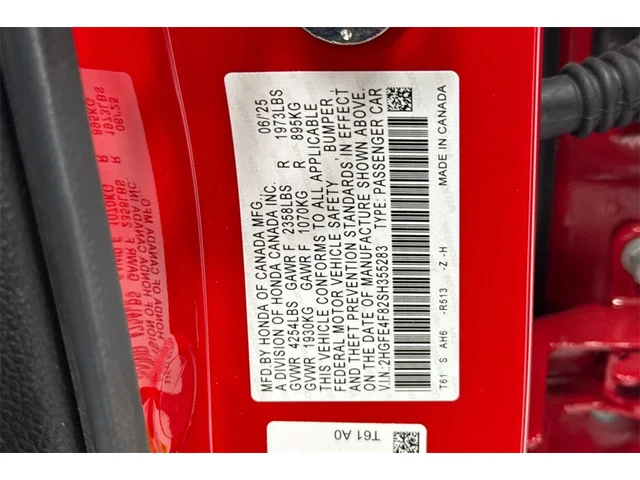 MFD.BY HONDA OF CANADA MFG. 06/'25
A DIVISION OF HONDA CANADA INC.
GVWR 4254LBS GAWR F 2358LBS R 1973LBS
GVWR 1930KG GAWR F 1070KG R 895KG
THIS VEHICLE CONFORMS TO ALL APPLICABLE
FEDERAL MOTOR VEHICLE SAFETY, BUMPER,
AND THEFT PREVENTION STANDARDS IN EFFECT
ON THE DATE OF MANUFACTURE SHOWN ABOVE.
V.I.N:2HGFE4F82SH355283 TYPE:PASSENGER CAR
T61 S AH6 -R513 -Z-H MADE IN CANADA
T61 A0